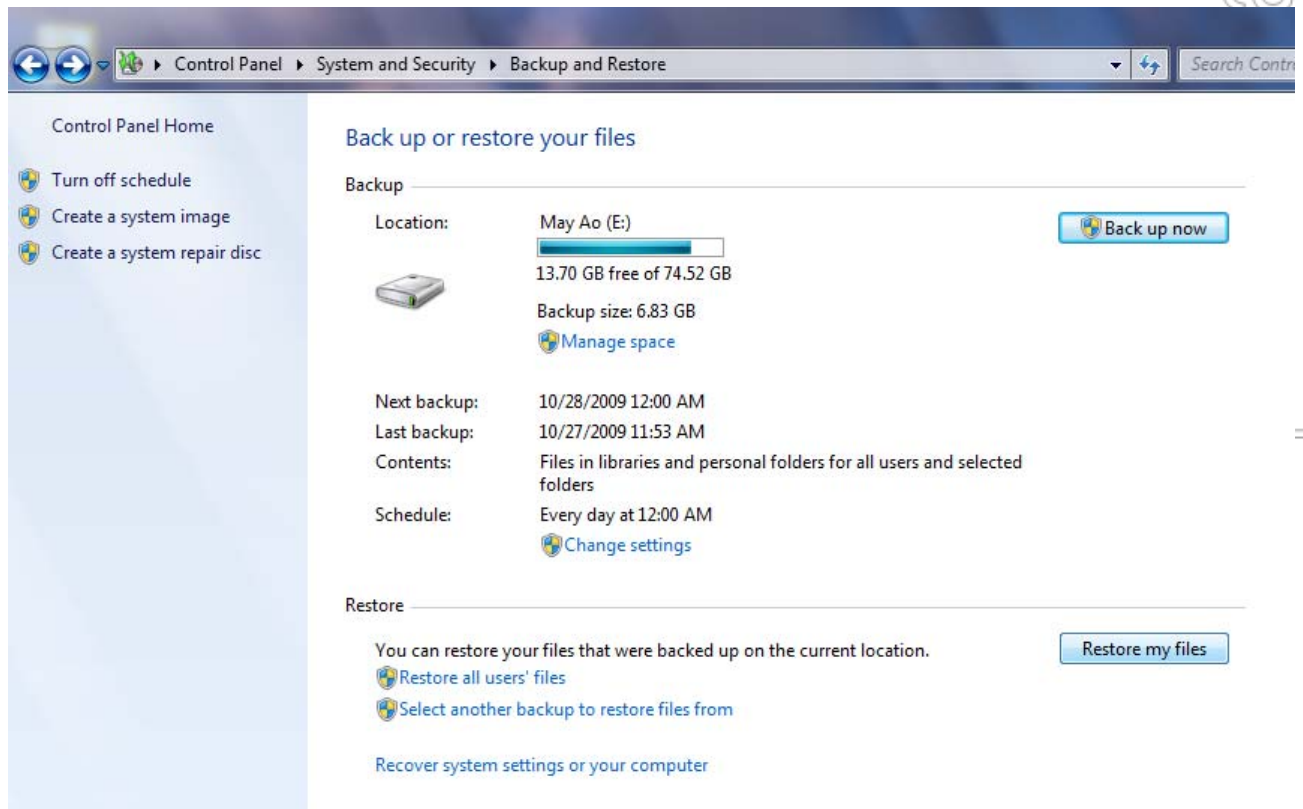 Control Panel ▸ System and Security ▸ Backup and Restore
Search Contr
Control Panel Home
Turn off schedule
Create a system image
Create a system repair disc
Back up or restore your files
Backup
Location:
May Ao (E:)
Back up now
13.70 GB free of 74.52 GB
Backup size: 6.83 GB
Manage space
Next backup: 10/28/2009 12:00 AM
Last backup: 10/27/2009 11:53 AM
Contents: Files in libraries and personal folders for all users and selected
folders
Schedule: Every day at 12:00 AM
Change settings
Restore
You can restore your files that were backed up on the current location.
Restore my files
Restore all users' files
Select another backup to restore files from
Recover system settings or your computer